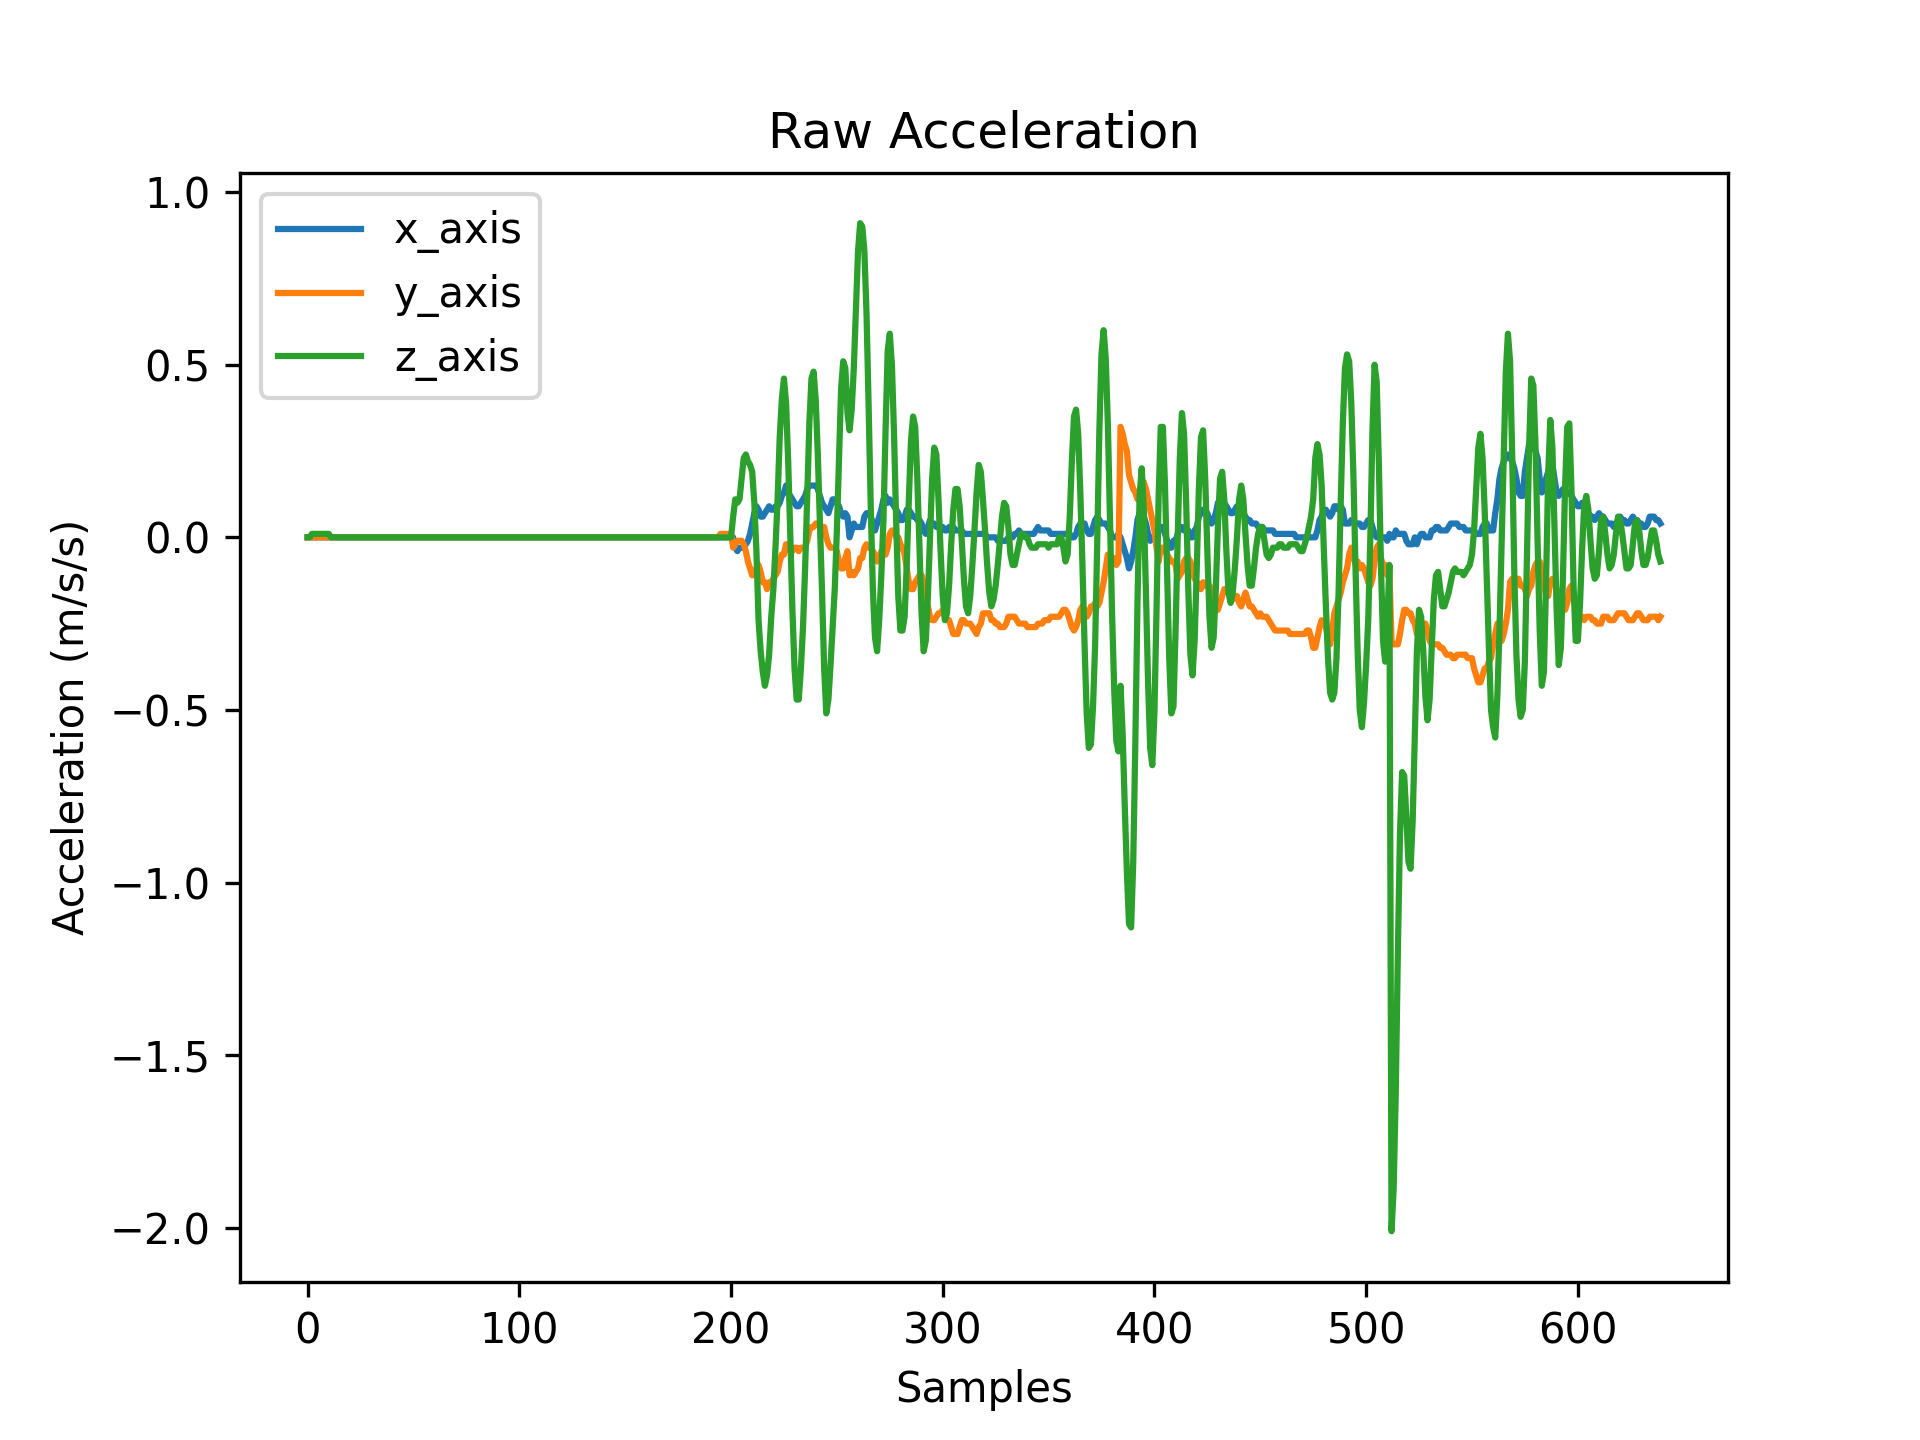 Raw Acceleration
x_axis
y_axis
z_axis
Acceleration (m/s/s)
1.0
0.5
0.0
−0.5
−1.0
−1.5
−2.0
0 100 200 300 400 500 600
Samples